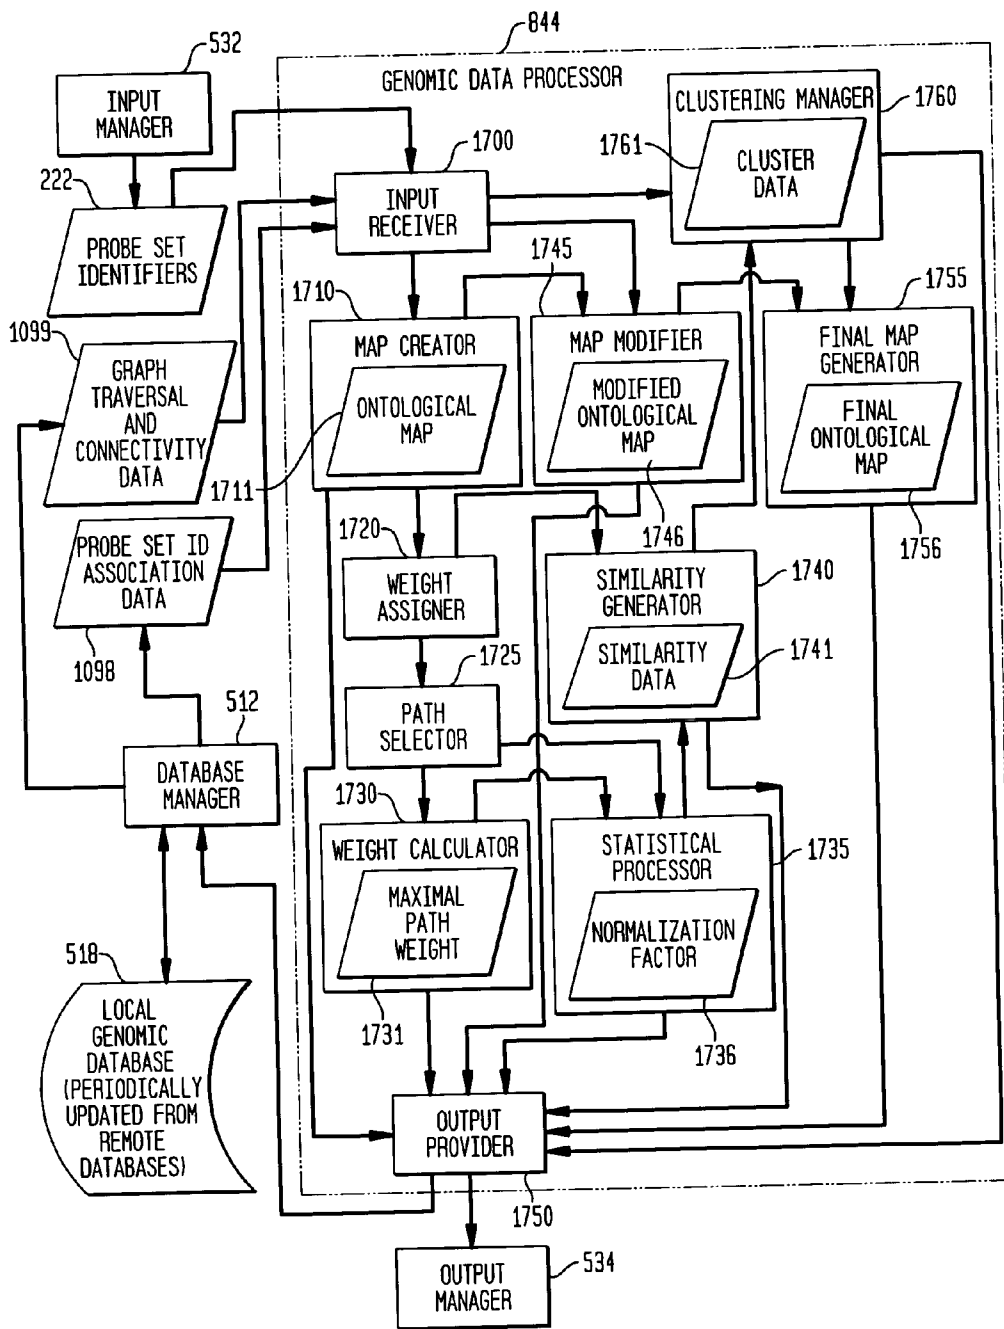 844
532
GENOMIC DATA PROCESSOR
INPUT
MANAGER
CLUSTERING MANAGER
1760
1761
CLUSTER
DATA
1700
INPUT
RECEIVER
222
PROBE SET
IDENTIFIERS
1745
1710
1755
1099
MAP CREATOR
MAP MODIFIER
FINAL MAP
GENERATOR
GRAPH
TRAVERSAL
AND
CONNECTIVITY
DATA
ONTOLOGICAL
MAP
MODIFIED
ONTOLOGICAL
MAP
FINAL
ONTOLOGICAL
MAP
1711
1720
1746
1756
PROBE SET ID
ASSOCIATION
DATA
WEIGHT
ASSIGNER
SIMILARITY
GENERATOR
1740
1725
SIMILARITY
DATA
1741
1098
512
PATH
SELECTOR
DATABASE
MANAGER
1730
WEIGHT CALCULATOR
STATISTICAL
PROCESSOR
1735
MAXIMAL
PATH
WEIGHT
NORMALIZATION
FACTOR
518
1731
1736
LOCAL
GENOMIC
DATABASE
(PERIODICALLY
UPDATED FROM
REMOTE
DATABASES)
OUTPUT
PROVIDER
1750
534
OUTPUT
MANAGER